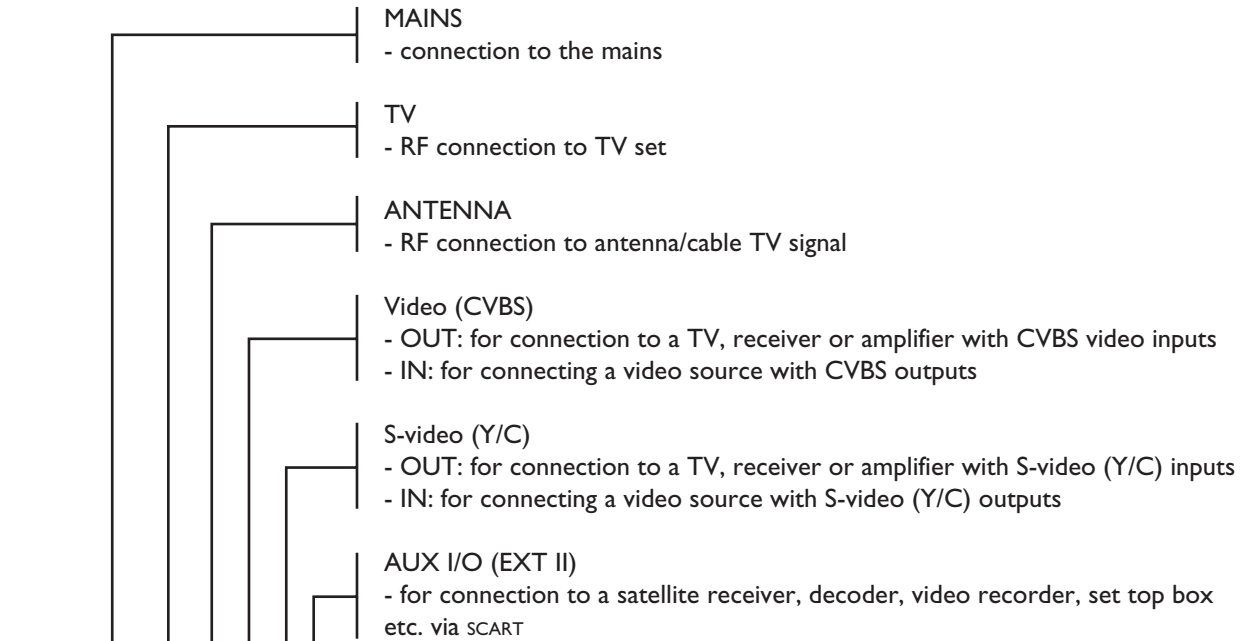 MAINS
- connection to the mains
TV
- RF connection to TV set
ANTENNA
- RF connection to antenna/cable TV signal
Video (CVBS)
- OUT: for connection to a TV, receiver or amplifier with CVBS video inputs
- IN: for connecting a video source with CVBS outputs
S-video (Y/C)
- OUT: for connection to a TV, receiver or amplifier with S-video (Y/C) inputs
- IN: for connecting a video source with S-video (Y/C) outputs
AUX I/O (EXT II)
- for connection to a satellite receiver, decoder, video recorder, set top box
etc. via SCART